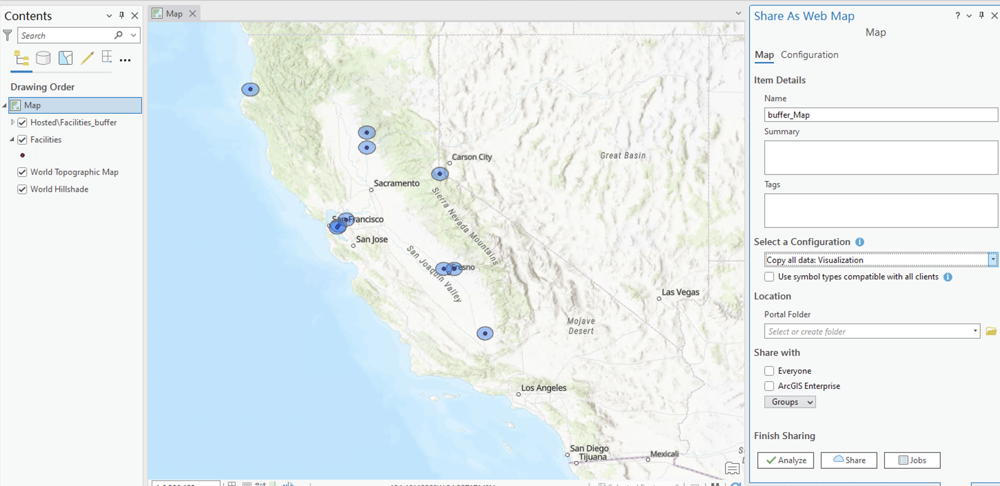 Contents
Search
Drawing Order
Map
Hosted\Facilities_buffer
Facilities
World Topographic Map
World Hillshade
Map
Carson City
Great Basin
Sacramento
Sierra Nevada Mountains
San Francisco
San Jose
San Joaquin Valley
Fresno
Las Vegas
Mojave
Desert
Los Angeles
San Diego
Tijuana
Mexicali
Share As Web Map
?
Map
Map Configuration
Item Details
Name
buffer_Map
Summary
Tags
Select a Configuration
Copy all data: Visualization
Use symbol types compatible with all clients
Location
Portal Folder
Select or create folder
Share with
Everyone
ArcGIS Enterprise
Groups
Finish Sharing
Analyze Share Jobs